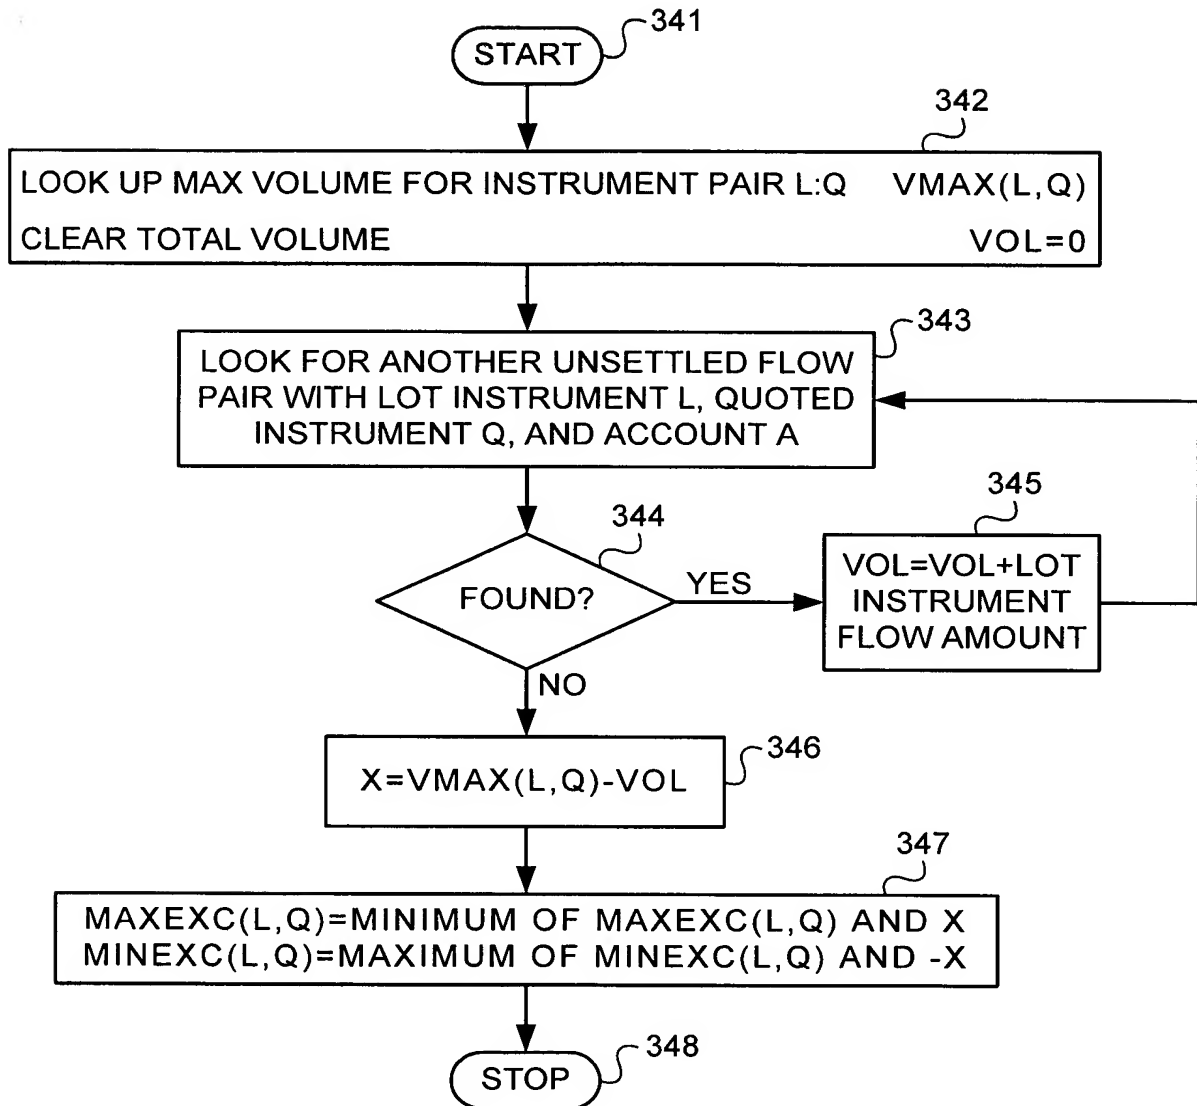 341
START
342
LOOK UP MAX VOLUME FOR INSTRUMENT PAIR L:Q VMAX(L,Q)
CLEAR TOTAL VOLUME VOL=0
343
LOOK FOR ANOTHER UNSETTLED FLOW
PAIR WITH LOT INSTRUMENT L, QUOTED
INSTRUMENT Q, AND ACCOUNT A
344
FOUND?
YES
345
VOL=VOL+LOT
INSTRUMENT
FLOW AMOUNT
NO
346
X=VMAX(L,Q)-VOL
347
MAXEXC(L,Q)=MINIMUM OF MAXEXC(L,Q) AND X
MINEXC(L,Q)=MAXIMUM OF MINEXC(L,Q) AND -X
348
STOP